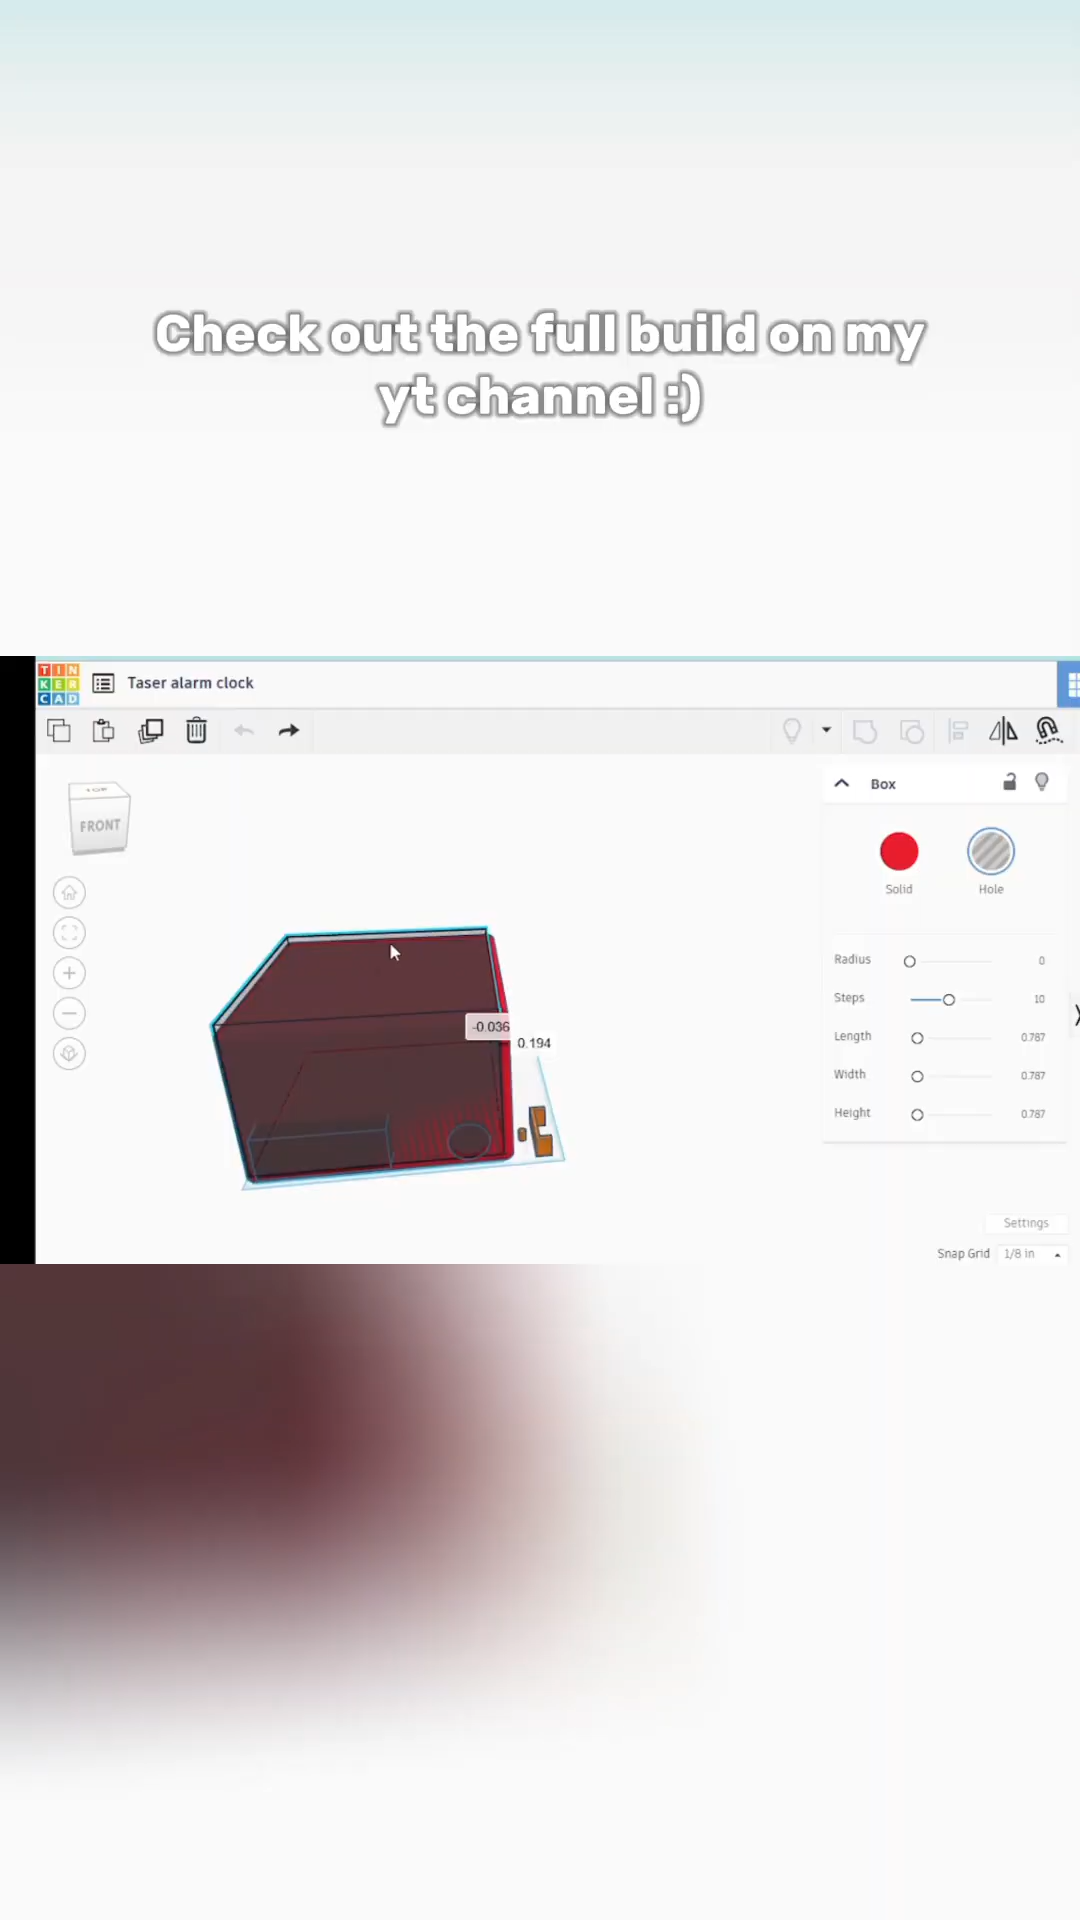 Check out the full build on my
yt channel :)
TIN
KER
CAD
Taser alarm clock
TOP
FRONT
Box
Solid
Hole
Radius 0
Steps 10
Length 0.787
Width 0.787
Height 0.787
-0.036
0.194
Settings
Snap Grid 1/8 in